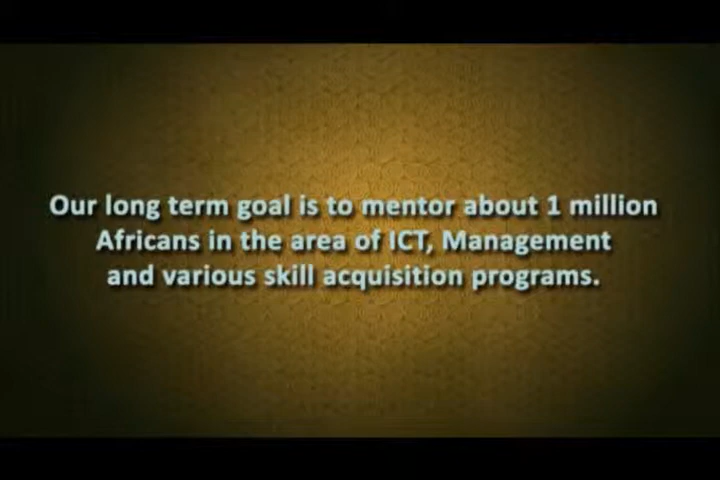 Our long term goal is to mentor about 1 million
Africans in the area of ICT, Management
and various skill acquisition programs.